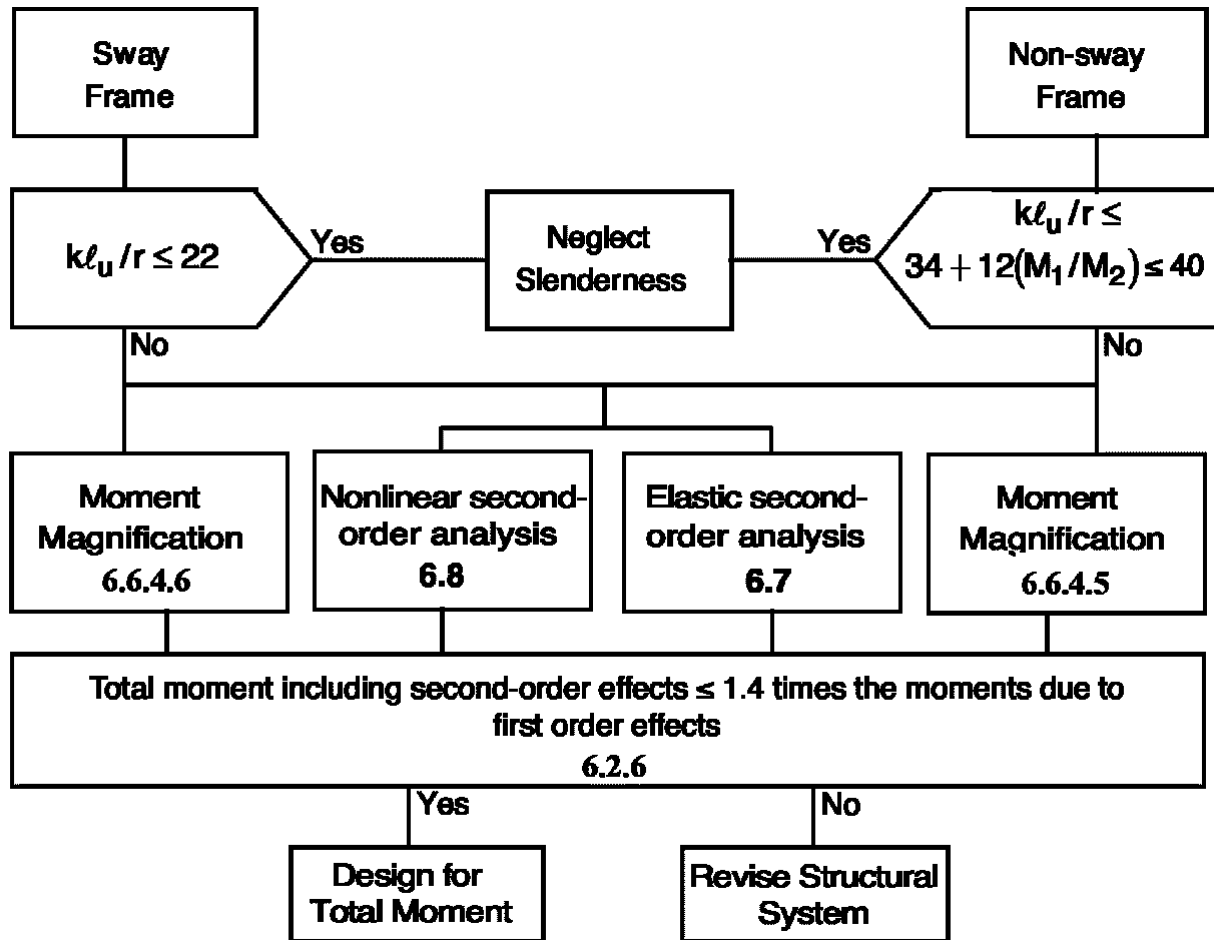 Sway
Frame
Non-sway
Frame
kℓu/r ≤ 22
Yes
Neglect
Slenderness
Yes
kℓu/r ≤
34 + 12(M1/M2) ≤ 40
No
No
Moment
Magnification
6.6.4.6
Nonlinear second-
order analysis
6.8
Elastic second-
order analysis
6.7
Moment
Magnification
6.6.4.5
Total moment including second-order effects ≤ 1.4 times the moments due to
first order effects
6.2.6
Yes
No
Design for
Total Moment
Revise Structural
System